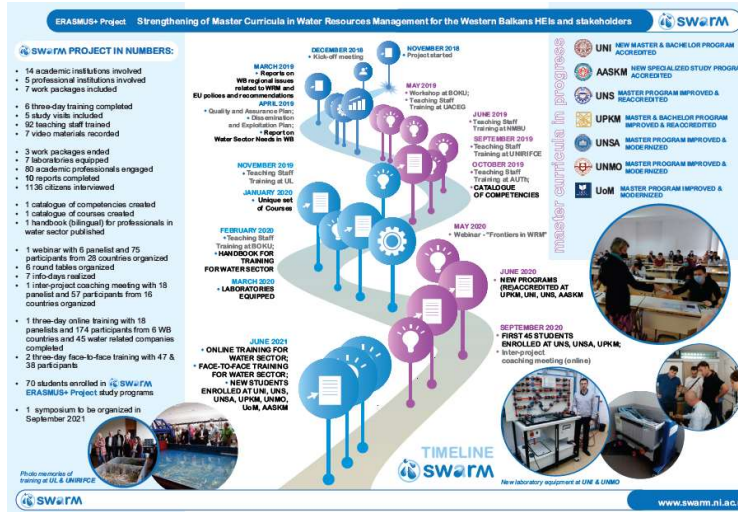 ERASMUS+ Project Strengthening of Master Curricula in Water Resources Management for the Western Balkans HEIs and stakeholders
swarm
swarm PROJECT IN NUMBERS:
• 14 academic institutions involved
• 5 professional institutions involved
• 7 work packages included
• 6 three-day training completed
• 5 study visits included
• 92 teaching staff trained
• 7 video materials recorded
• 3 work packages ended
• 7 laboratories equipped
• 80 academic professionals engaged
• 10 reports completed
• 1136 citizens interviewed
• 1 catalogue of competencies created
• 1 catalogue of courses created
• 1 handbook (bilingual) for professionals in
water sector published
• 1 webinar with 6 panelist and 75
participants from 28 countries organized
• 6 round tables organized
• 7 info-days realized
• 1 inter-project coaching meeting with 18
panelist and 57 participants from 16
countries organized
• 1 three-day online training with 18
panelists and 174 participants from 6 WB
countries and 45 water related companies
completed
• 2 three-day face-to-face training with 47 &
38 participants
• 70 students enrolled in swarm
ERASMUS+ Project study programs
• 1 symposium to be organized in
September 2021
Photo memories of
training at UL & UNIRIFCE
NOVEMBER 2018
• Project started
DECEMBER 2018
• Kick-off meeting
MARCH 2019
• Reports on
WB regional issues
related to WRM and
EU polices and recommendations
APRIL 2019
• Quality and Assurance Plan;
• Dissemination
and Exploitation Plan;
• Report on
Water Sector Needs in WB
MAY 2019
• Workshop at BOKU;
• Teaching Staff
Training at UACEG
JUNE 2019
• Teaching Staff
Training at NMBU
SEPTEMBER 2019
• Teaching Staff
Training at UNIRIFCE
OCTOBER 2019
• Teaching Staff
Training at AUTh;
• CATALOGUE
OF COMPETENCIES
NOVEMBER 2019
• Teaching Staff
Training at UL
JANUARY 2020
• Unique set
of Courses
FEBRUARY 2020
• Teaching Staff
Training at BOKU;
• HANDBOOK FOR
TRAINING
FOR WATER SECTOR
MARCH 2020
• LABORATORIES
EQUIPPED
MAY 2020
• Webinar - "Frontiers in WRM"
JUNE 2020
• NEW PROGRAMS
(RE)ACCREDITED AT
UPKM, UNI, UNS, AASKM
SEPTEMBER 2020
• FIRST 45 STUDENTS
ENROLLED AT UNS, UNSA, UPKM;
• Inter-project
coaching meeting (online)
JUNE 2021
• ONLINE TRAINING FOR
WATER SECTOR;
• FACE-TO-FACE TRAINING
FOR WATER SECTOR;
• NEW STUDENTS
ENROLLED AT UNI, UNS,
UNSA, UPKM, UNMO,
UoM, AASKM
TIMELINE
swarm
master curricula in progress
UNI NEW MASTER & BACHELOR PROGRAM
ACCREDITED
AASKM NEW SPECIALIZED STUDY PROGRA
ACCREDITED
UNS MASTER PROGRAM IMPROVED &
REACCREDITED
UPKM MASTER & BACHELOR PROGRAM
IMPROVED & REACCREDITED
UNSA MASTER PROGRAM IMPROVED &
MODERNIZED
UNMO MASTER PROGRAM IMPROVED &
MODERNIZED
UoM MASTER PROGRAM IMPROVED &
MODERNIZED
New laboratory equipment at UNI & UNMO
swarm
www.swarm.ni.ac.